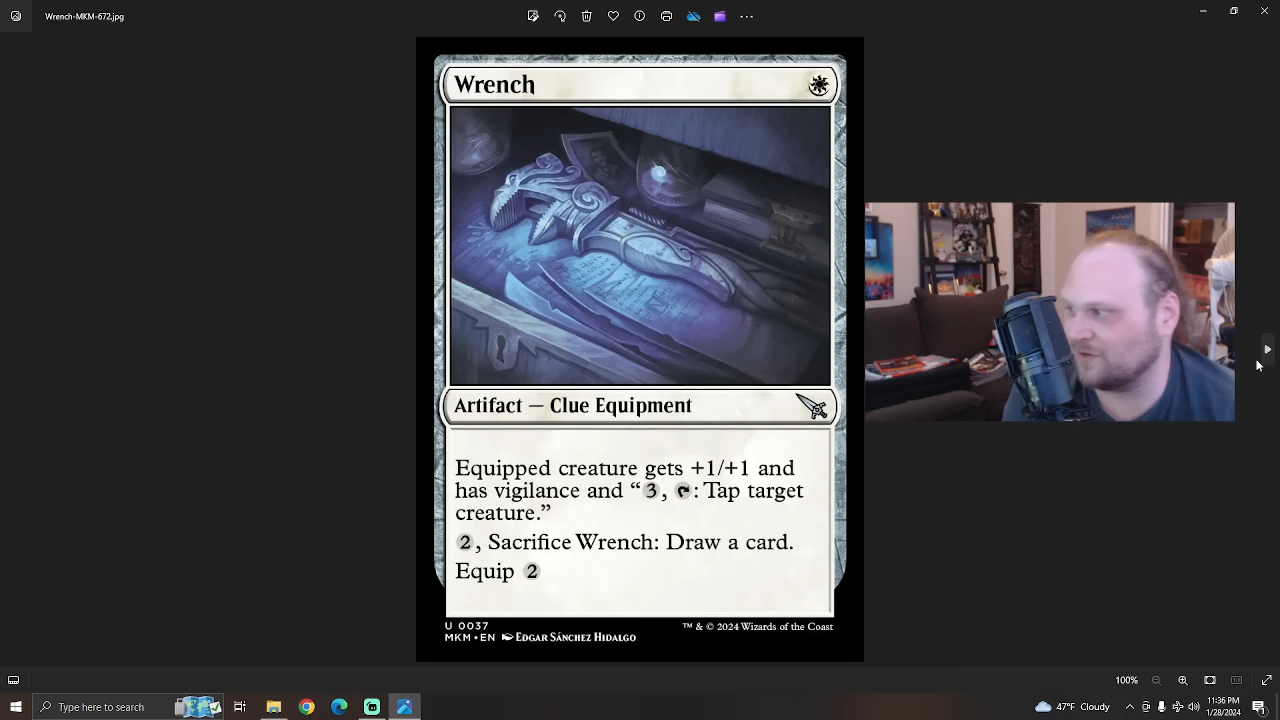 Wrench-MKM-672.jpg
Wrench
Artifact — Clue Equipment
Equipped creature gets +1/+1 and
has vigilance and “3, : Tap target
creature.”
2, Sacrifice Wrench: Draw a card.
Equip 2
U 0037
MKM • EN Edgar Sánchez Hidalgo
™ & © 2024 Wizards of the Coast
100%
Type here to search
47°F Cloudy
11:36 PM
1/28/2024